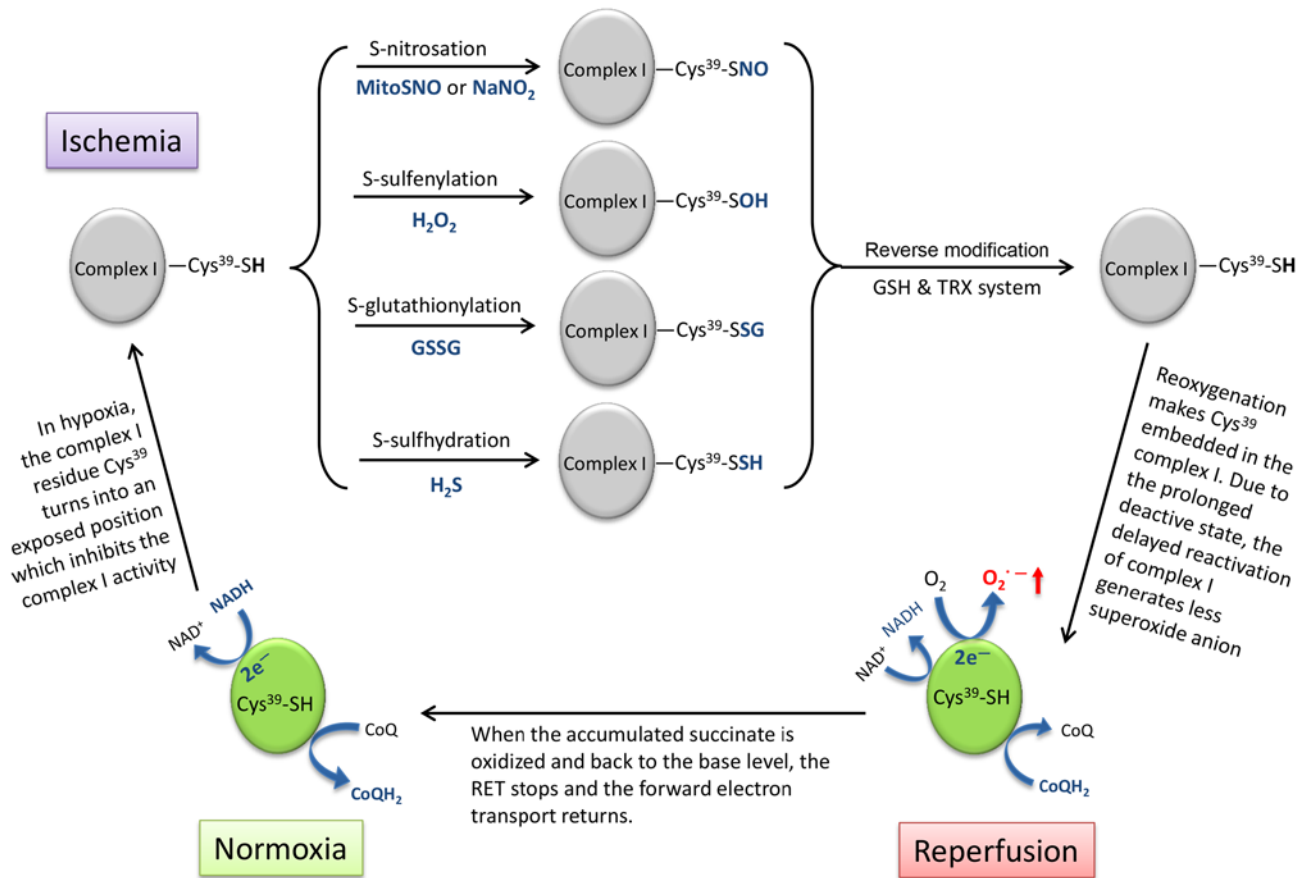 Ischemia
Complex I
Cys³⁹-SH
S-nitrosation
MitoSNO or NaNO₂
Complex I
Cys³⁹-SNO
S-sulfenylation
H₂O₂
Complex I
Cys³⁹-SOH
S-glutathionylation
GSSG
Complex I
Cys³⁹-SSG
S-sulfhydration
H₂S
Complex I
Cys³⁹-SSH
Reverse modification
GSH & TRX system
Complex I
Cys³⁹-SH
Reoxygenation
makes Cys³⁹
embedded in the
complex I. Due to
the prolonged
deactive state, the
delayed reactivation
of complex I
generates less
superoxide anion
O₂
O₂·−
NADH
NAD⁺
2e−
Cys³⁹-SH
CoQ
CoQH₂
Reperfusion
When the accumulated succinate is
oxidized and back to the base level, the
RET stops and the forward electron
transport returns.
NADH
NAD⁺
2e−
Cys³⁹-SH
CoQ
CoQH₂
Normoxia
In hypoxia,
the complex I
residue Cys³⁹
turns into an
exposed position
which inhibits the
complex I activity